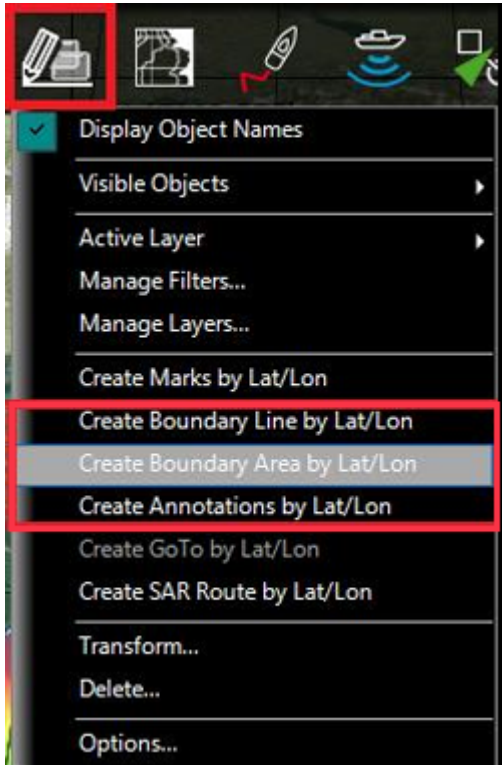 Display Object Names
Visible Objects
Active Layer
Manage Filters...
Manage Layers...
Create Marks by Lat/Lon
Create Boundary Line by Lat/Lon
Create Boundary Area by Lat/Lon
Create Annotations by Lat/Lon
Create GoTo by Lat/Lon
Create SAR Route by Lat/Lon
Transform...
Delete...
Options...